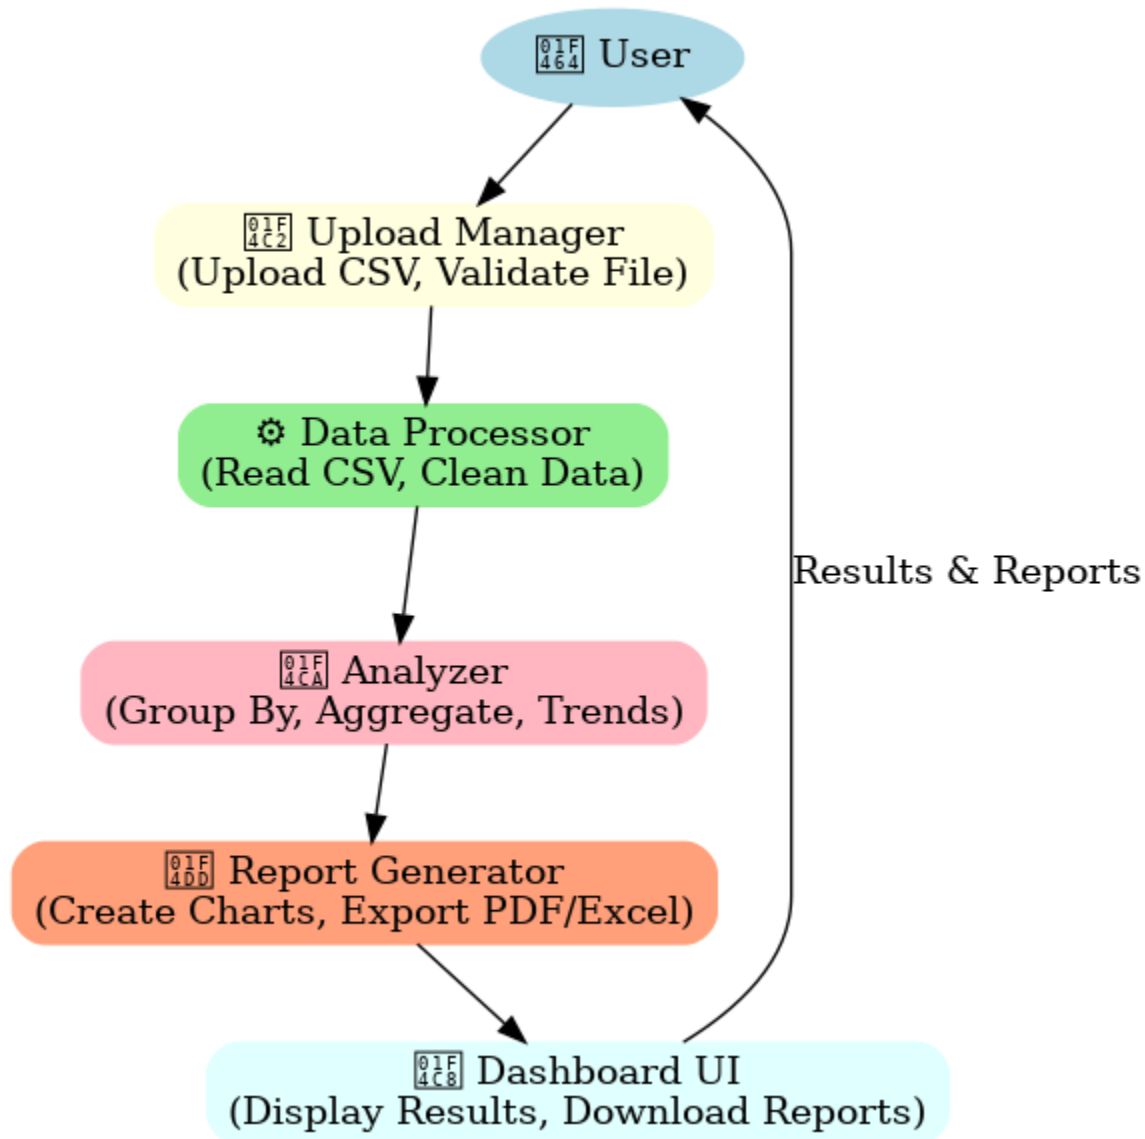 👤 User
📂 Upload Manager
(Upload CSV, Validate File)
⚙ Data Processor
(Read CSV, Clean Data)
Results & Reports
📊 Analyzer
(Group By, Aggregate, Trends)
📝 Report Generator
(Create Charts, Export PDF/Excel)
📈 Dashboard UI
(Display Results, Download Reports)